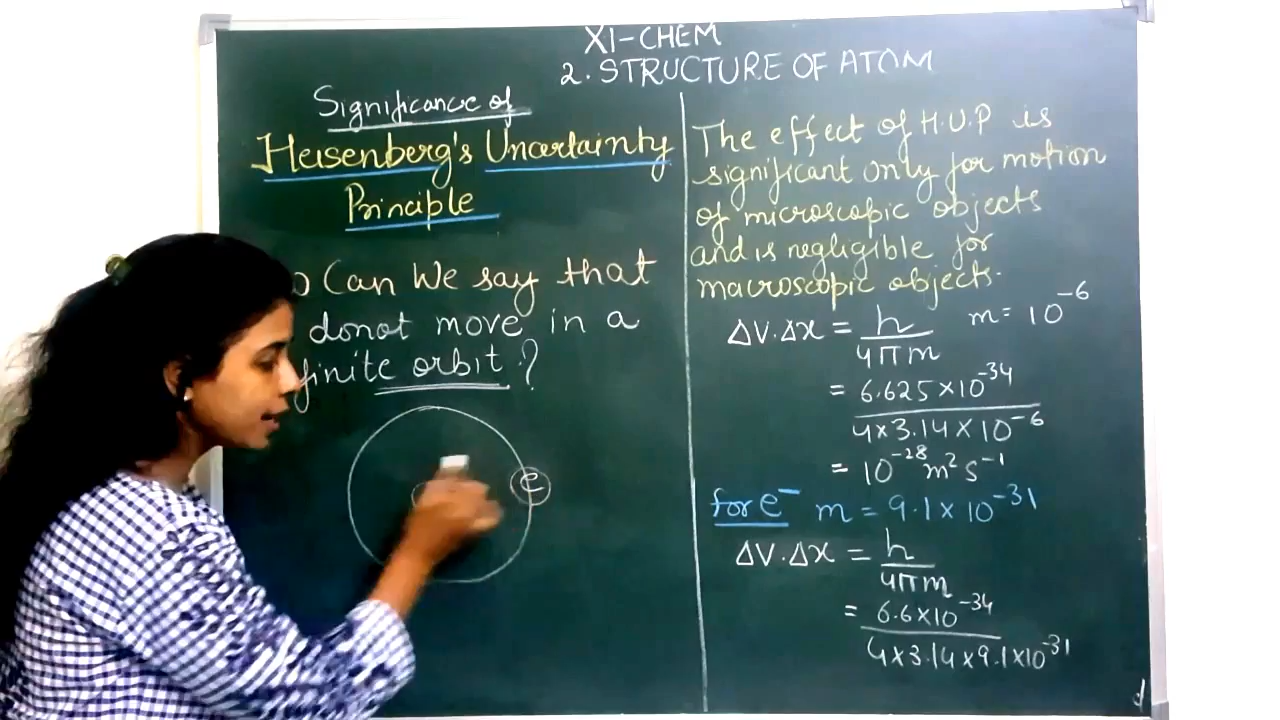 XI-CHEM
2. STRUCTURE OF ATOM
Significance of
Heisenberg's Uncertainty
Principle
Can We say that
donot move in a
finite orbit?
e
The effect of H.U.P is
significant only for motion
of microscopic objects
and is negligible for
macroscopic objects.
ΔV.Δx = h/4πm m = 10⁻⁶
= 6.625×10⁻³⁴/4×3.14×10⁻⁶
= 10⁻²⁸ m² s⁻¹
for e⁻ m = 9.1×10⁻³¹
ΔV.Δx = h/4πm
= 6.6×10⁻³⁴/4×3.14×9.1×10⁻³¹